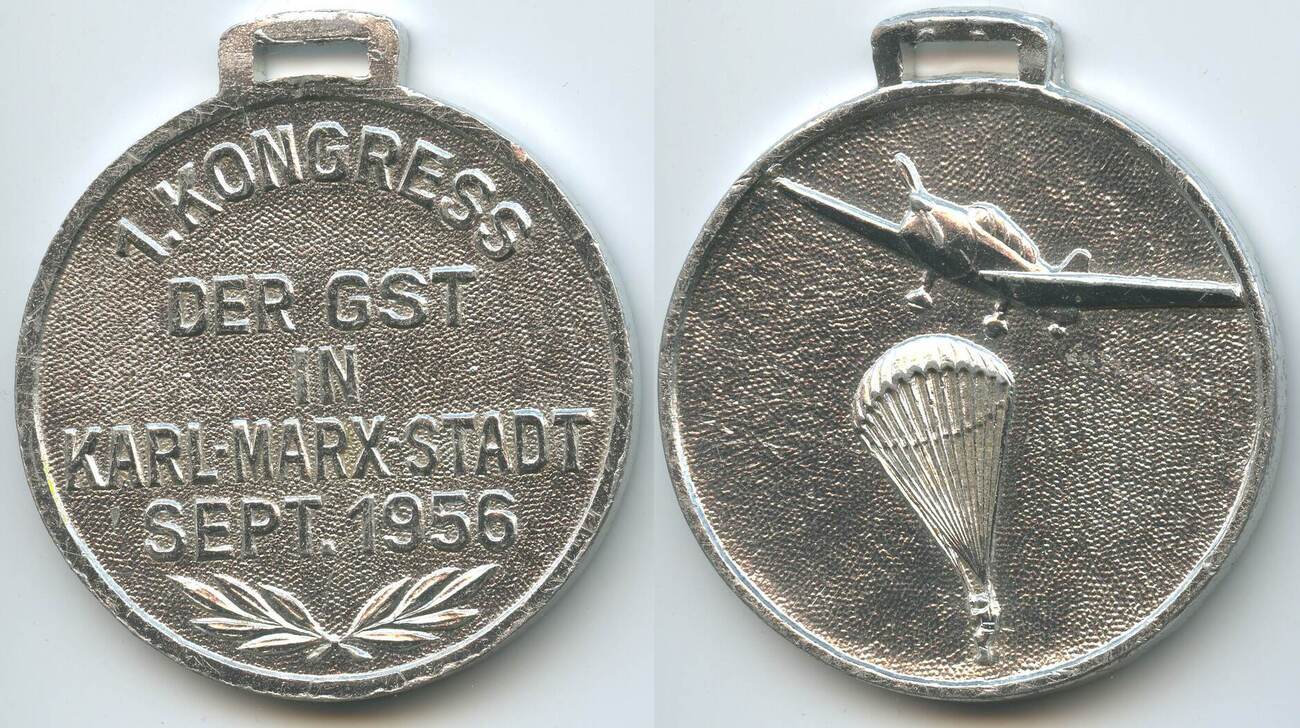 1. KONGRESS
DER GST
IN
KARL-MARX-STADT
SEPT. 1956